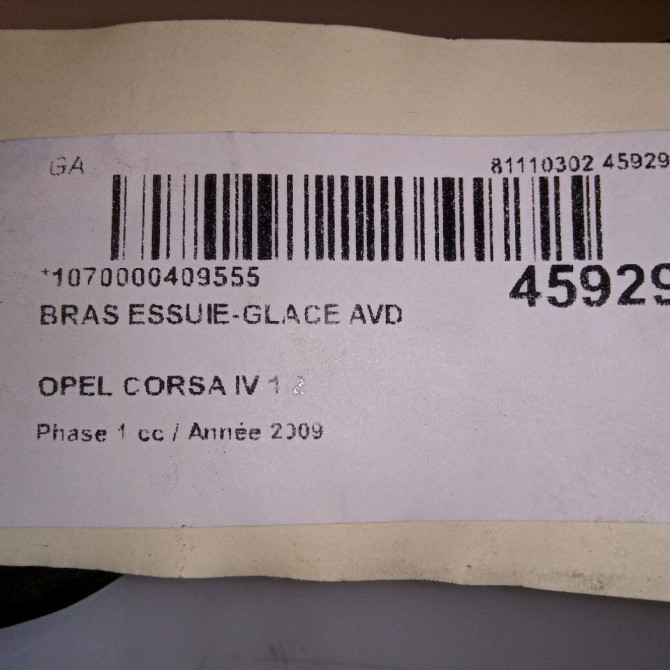 GA 81110302 45929
*1070000409555 45929
BRAS ESSUIE-GLACE AVD
OPEL CORSA IV 1.2
Phase 1 cc / Année 2009